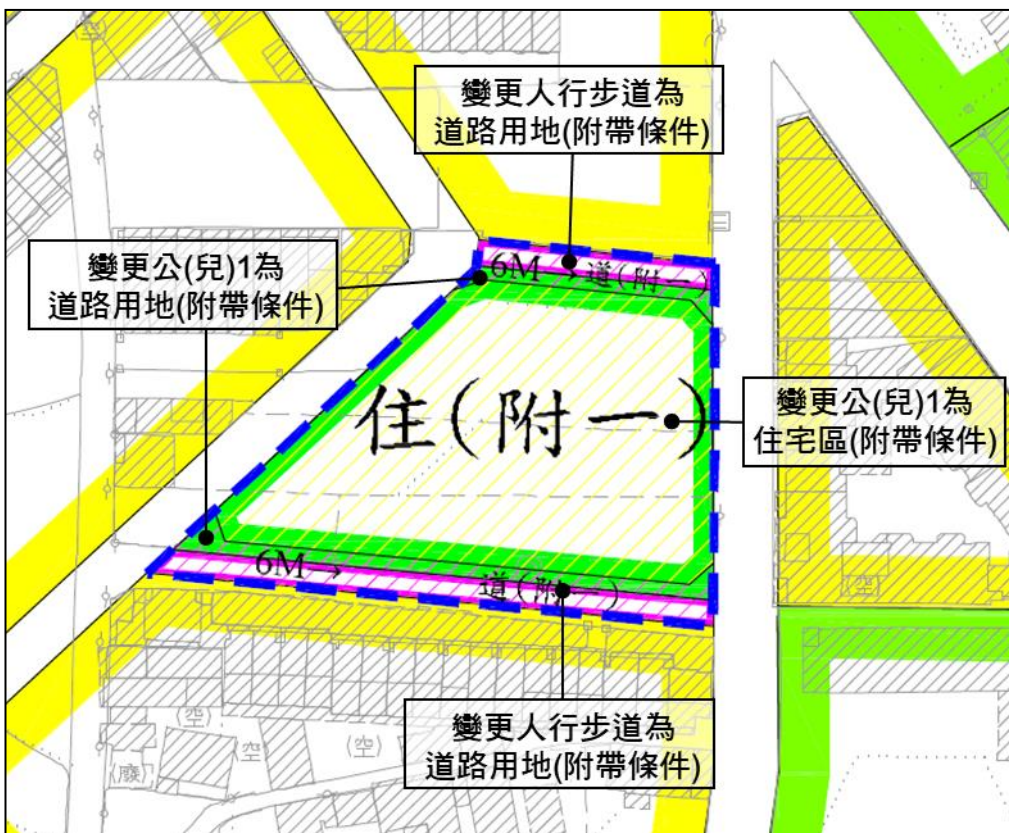 (空)
變更人行步道為
道路用地(附帶條件)
變更公(兒)1為
道路用地(附帶條件)
6M→道(附一)
住(附一)
變更公(兒)1為
住宅區(附帶條件)
6M→
道(附一)
變更人行步道為
道路用地(附帶條件)
(空)
(空)
(空)
(空)
(廢)